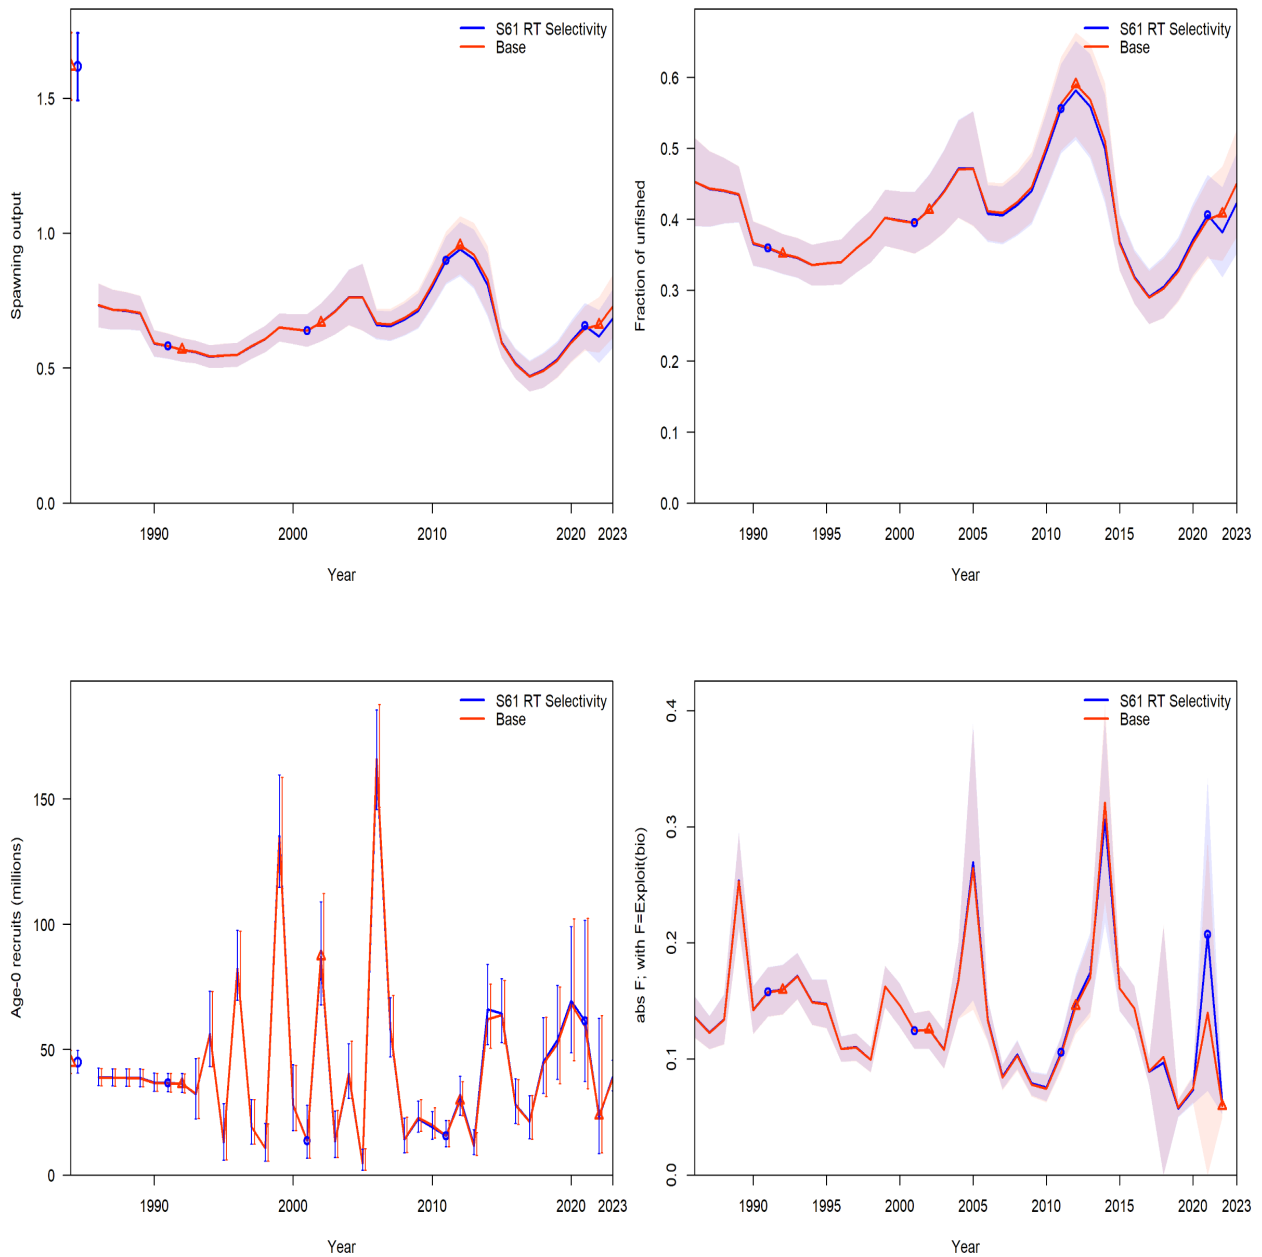 S61 RT Selectivity
Base
Spawning output
1.5
1.0
0.5
0.0
1990
2000
2010
2020
2023
Year
S61 RT Selectivity
Base
Fraction of unfished
0.6
0.5
0.4
0.3
0.2
0.1
0.0
1990
1995
2000
2005
2010
2015
2020
2023
Year
S61 RT Selectivity
Base
Age-0 recruits (millions)
150
100
50
0
1990
2000
2010
2020
2023
Year
S61 RT Selectivity
Base
abs F; with F=Exploit(bio)
0.4
0.3
0.2
0.1
0.0
1990
1995
2000
2005
2010
2015
2020
2023
Year